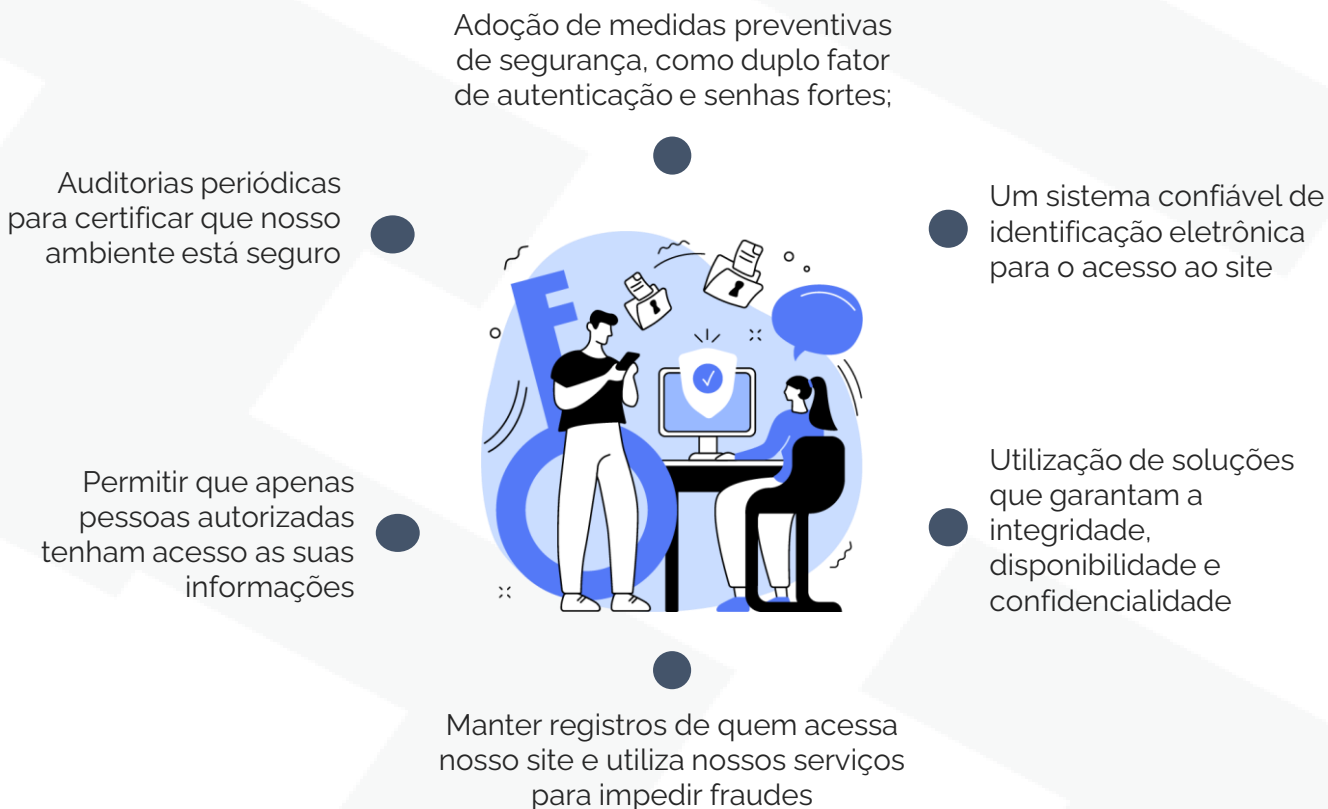 Adoção de medidas preventivas
de segurança, como duplo fator
de autenticação e senhas fortes;
Auditorias periódicas
para certificar que nosso
ambiente está seguro
Um sistema confiável de
identificação eletrônica
para o acesso ao site
Permitir que apenas
pessoas autorizadas
tenham acesso as suas
informações
Utilização de soluções
que garantam a
integridade,
disponibilidade e
confidencialidade
Manter registros de quem acessa
nosso site e utiliza nossos serviços
para impedir fraudes